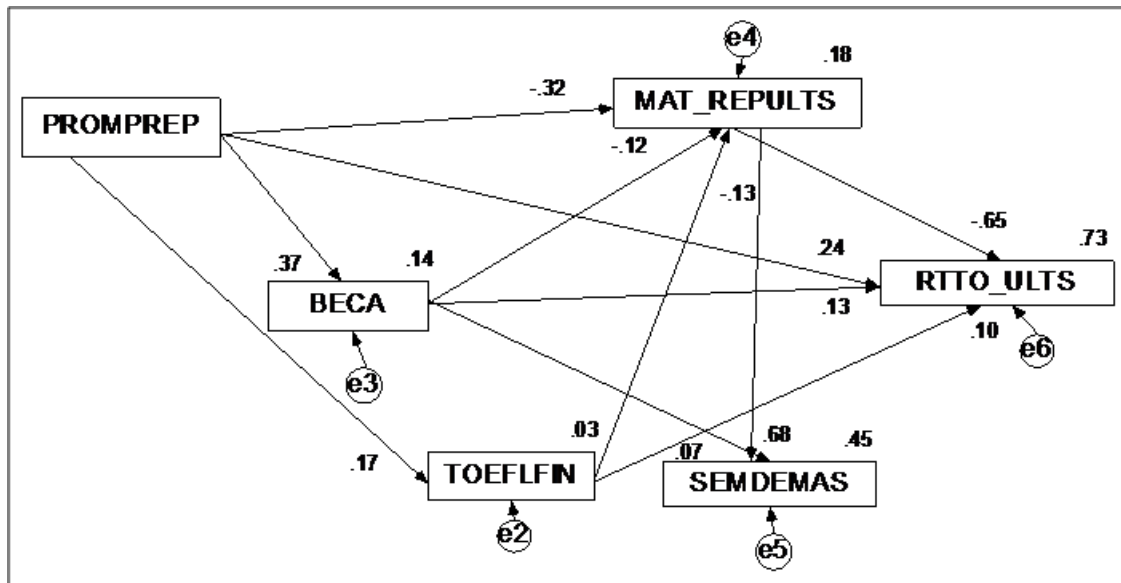 e4
.18
-.32
MAT_REPULTS
PROMPREP
-.12
-.13
-.65
.73
.24
.37
.14
RTTO_ULTS
BECA
.13
.10
e6
e3
.03
.68
.45
.17
.07
TOEFLFIN
SEMDEMAS
e2
e5